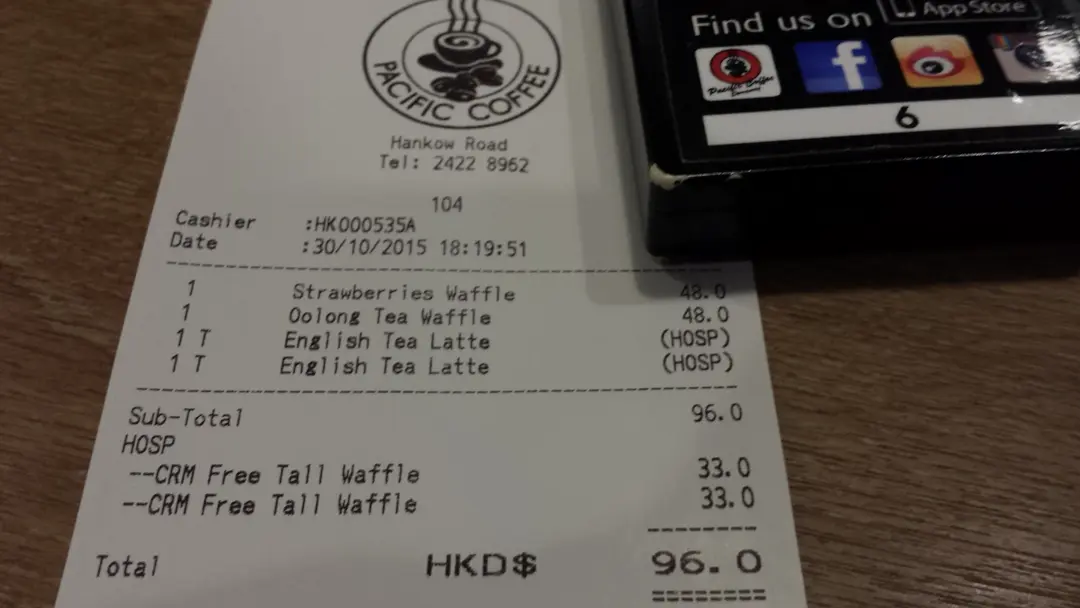 PACIFIC COFFEE
Hankow Road
Tel: 2422 8962
104
Cashier :HK000535A
Date :30/10/2015 18:19:51
1 Strawberries Waffle 48.0
1 Oolong Tea Waffle 48.0
1 T English Tea Latte (HOSP)
1 T English Tea Latte (HOSP)
Sub-Total 96.0
HOSP
--CRM Free Tall Waffle 33.0
--CRM Free Tall Waffle 33.0
Total HKD$ 96.0
Find us on App Store
Pacific Coffee
f
6